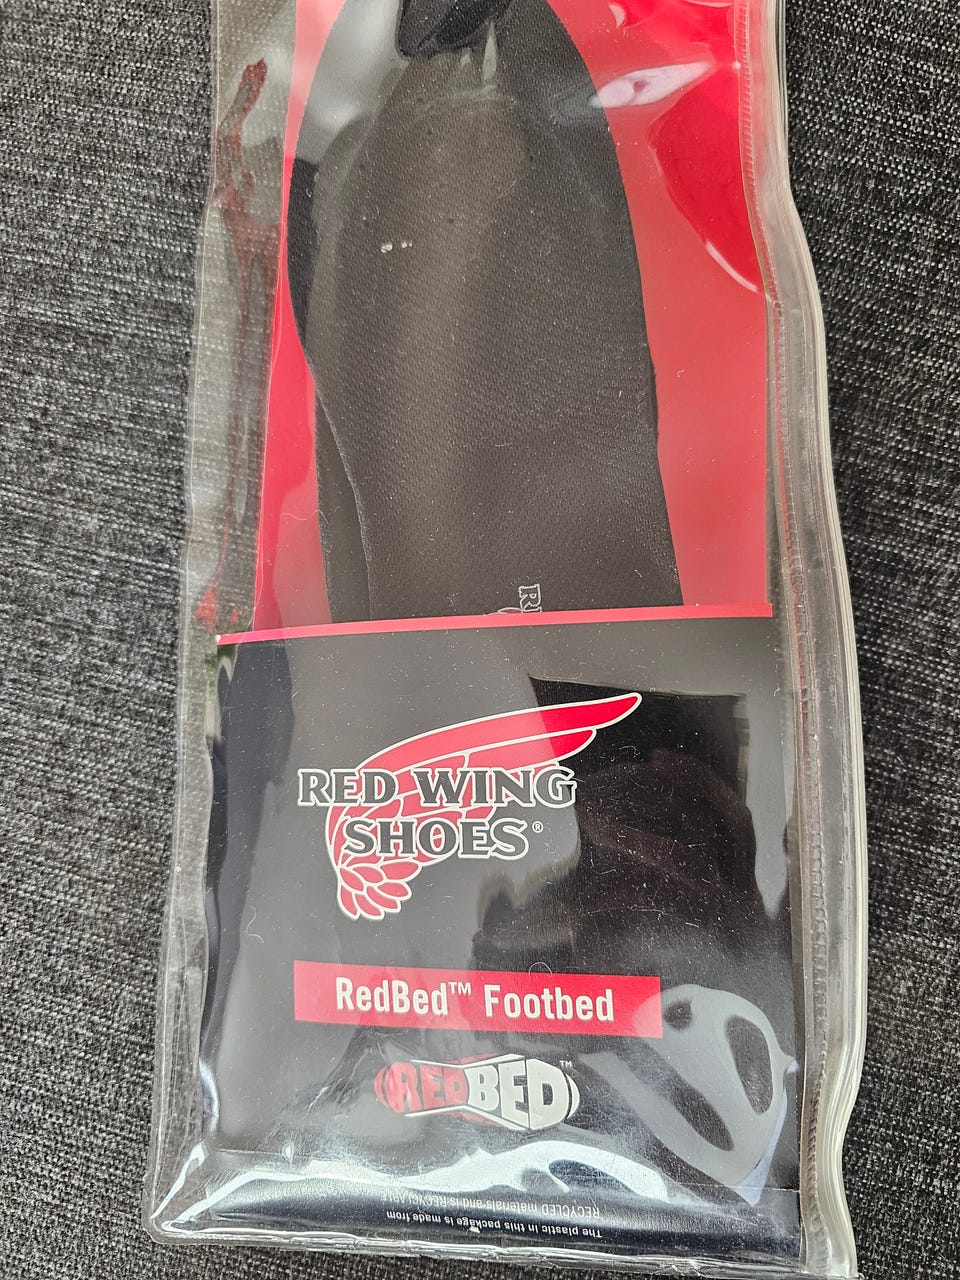 RED WING
SHOES®
RedBed™ Footbed
REDBED™
The plastic in this package is made from
RECYCLED materials and is RECYCLABLE